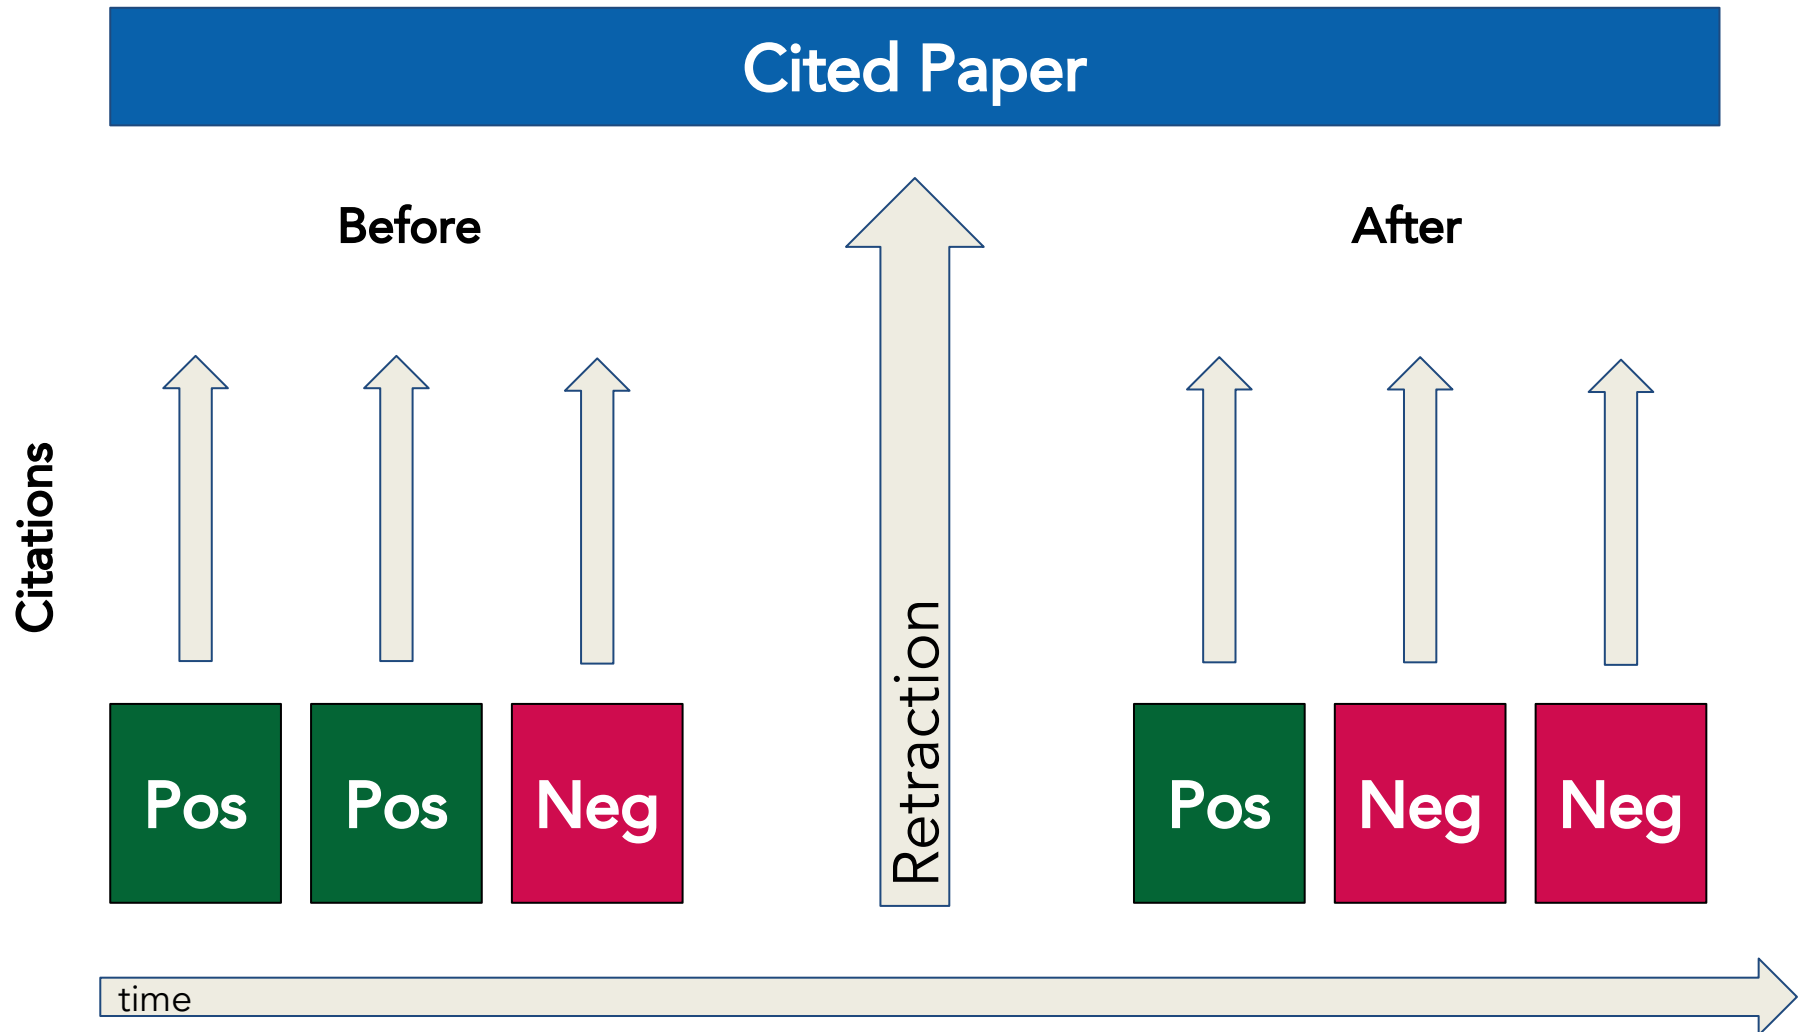 Cited Paper
Before
After
Citations
Retraction
Pos
Pos
Neg
Pos
Neg
Neg
time